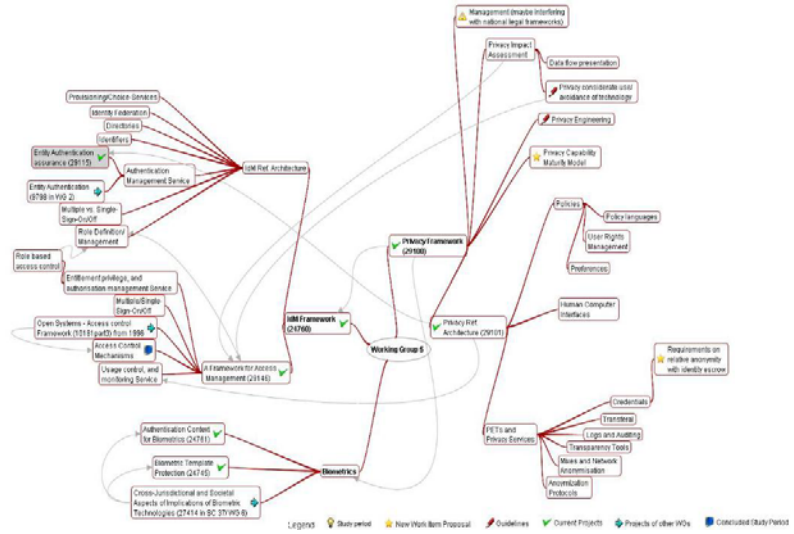 Management (maybe interfering
with national legal frameworks)
Privacy Impact
Assessment
Data flow presentation
Privacy considerate use/
avoidance of technology
Privacy Engineering
Privacy Capability
Maturity Model
Provisioning/Choice-Services
Identity Federation
Directories
Identifiers
Entity Authentication
assurance (29115)
Authentication
Management Service
IdM Ref. Architecture
Entity Authentication
(9798 in WG 2)
Multiple vs. Single-
Sign-On/Off
Role Definition/
Management
Role based
access control
Entitlement privilege, and
authorisation management Service
Multiple/Single
Sign-On/Off
Open Systems - Access control
Framework (10181part3) from 1996
Access Control
Mechanisms
Usage control, and
monitoring Service
A Framework for Access
Management (29146)
IdM Framework
(24760)
Privacy Framework
(29100)
Working Group 5
Privacy Ref.
Architecture (29101)
Policies
Policy languages
User Rights
Management
Preferences
Human Computer
Interfaces
Requirements on
relative anonymity
with identity escrow
Credentials
PETs and
Privacy Services
Transferal
Logs and Auditing
Transparency Tools
Mixes and Network
Anonymisation
Anonymization
Protocols
Authentication Context
for Biometrics (24761)
Biometric Template
Protection (24745)
Cross-Jurisdictional and Societal
Aspects of Implications of Biometric
Technologies (27414 in SC 37/WG 6)
Biometrics
Legend Study period New Work Item Proposal Guidelines Current Projects Projects of other WGs Concluded Study Period